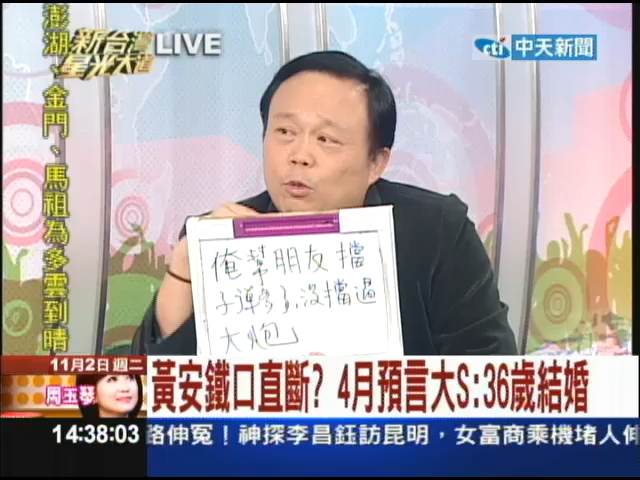 澎湖、金門、馬祖為多雲到晴
新台灣
星光大道
LIVE
cti 中天新聞
俺幫朋友擋
子彈多了,沒擋過
大炮」
11月2日 週二
周玉琴
黃安鐵口直斷? 4月預言大S:36歲結婚
14:38:03
路伸冤!神探李昌鈺訪昆明,女富商乘機堵人